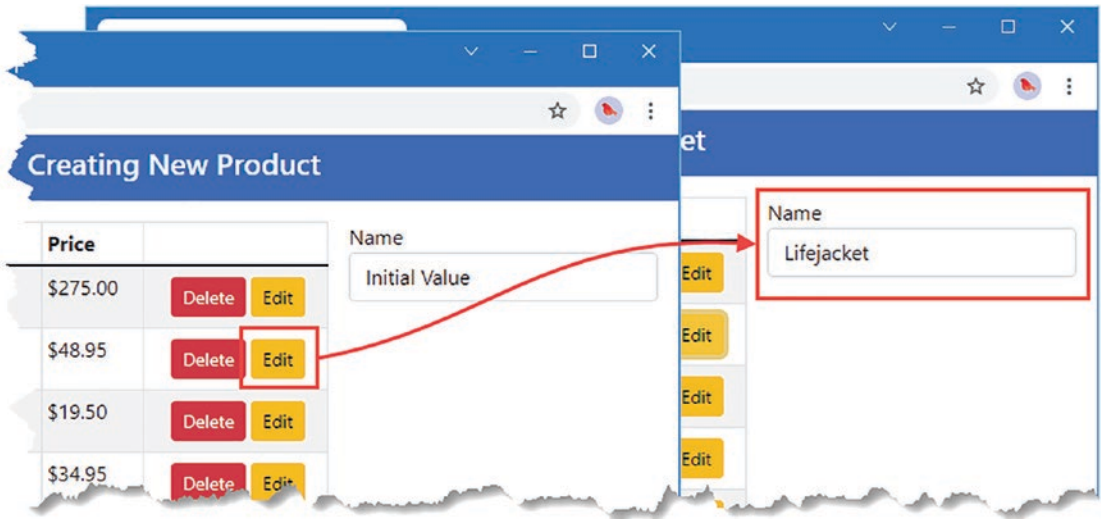 Creating New Product
Price
Name
Initial Value
$275.00
Delete
Edit
$48.95
Delete
Edit
$19.50
Delete
Edit
$34.95
Delete
Edit
et
Name
Lifejacket
Edit
Edit
Edit
Edit